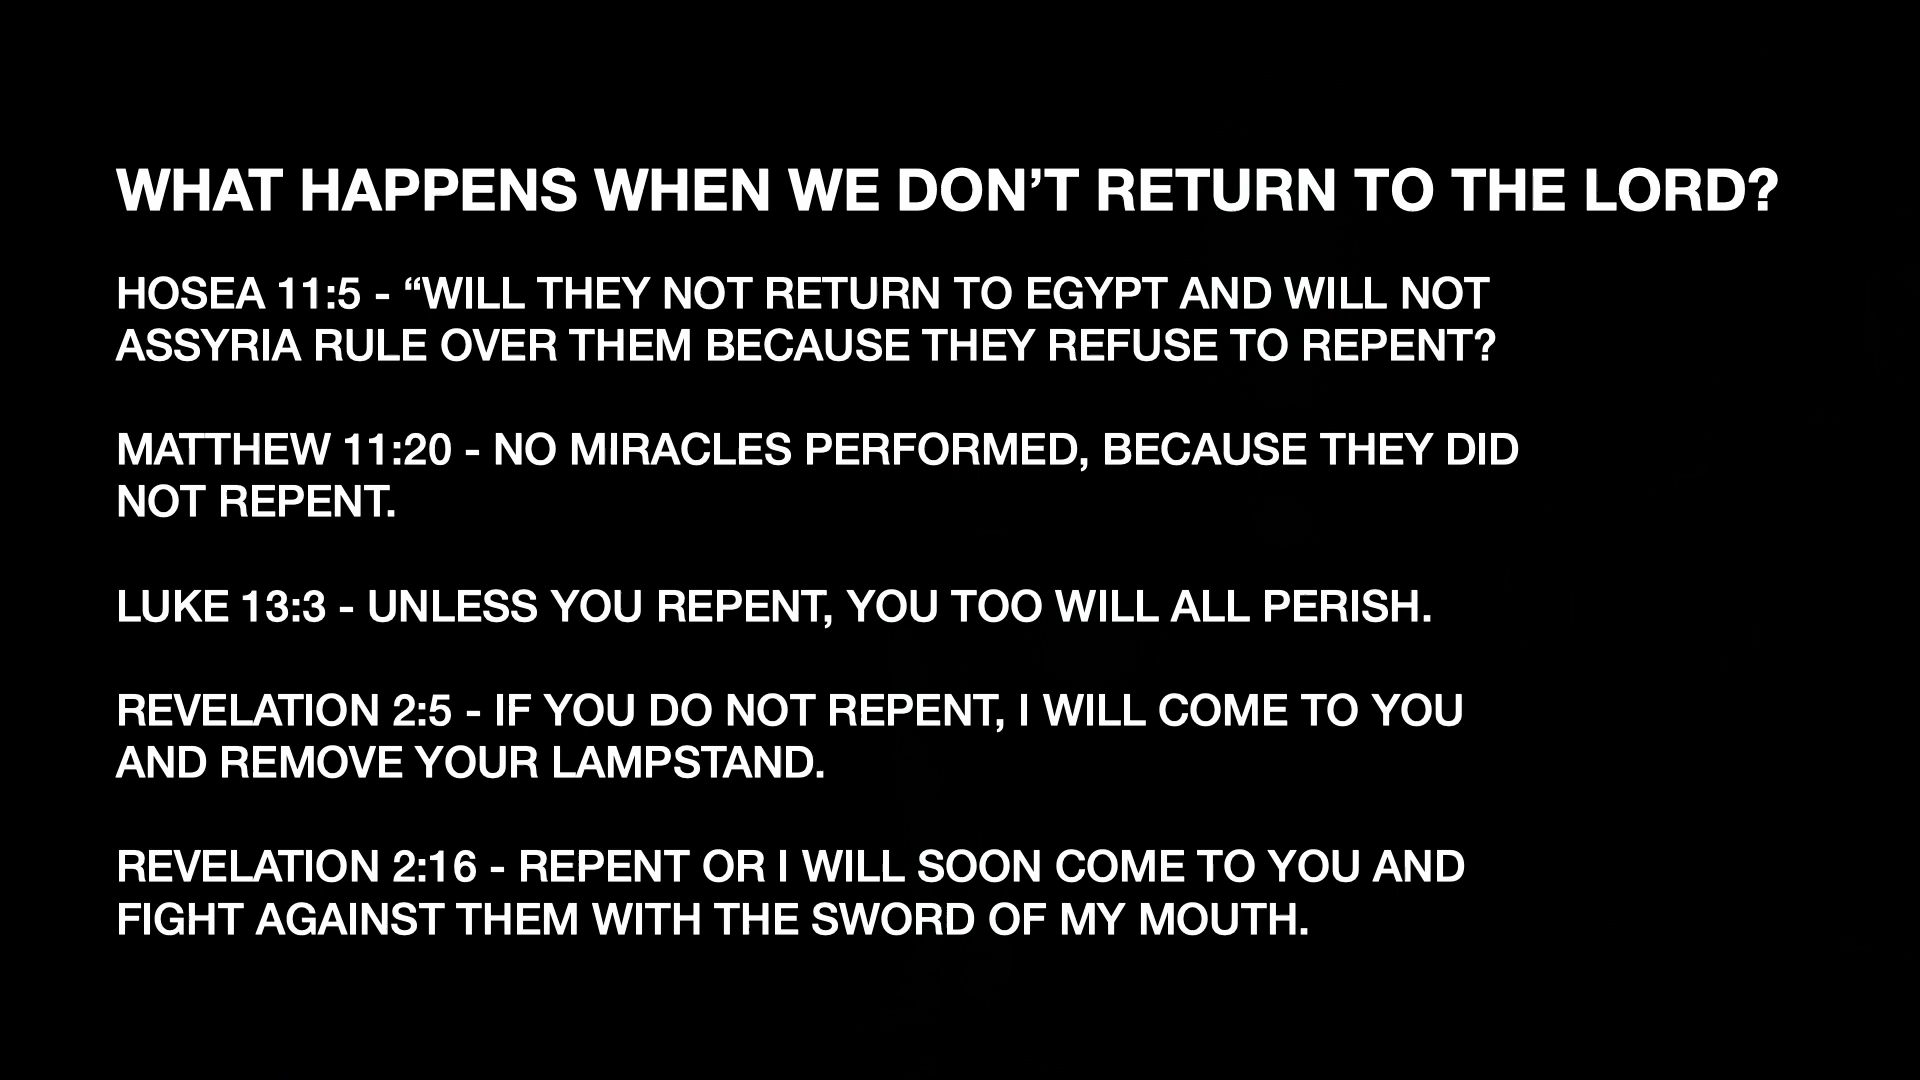 WHAT HAPPENS WHEN WE DON’T RETURN TO THE LORD?
HOSEA 11:5 - “WILL THEY NOT RETURN TO EGYPT AND WILL NOT
ASSYRIA RULE OVER THEM BECAUSE THEY REFUSE TO REPENT?
MATTHEW 11:20 - NO MIRACLES PERFORMED, BECAUSE THEY DID
NOT REPENT.
LUKE 13:3 - UNLESS YOU REPENT, YOU TOO WILL ALL PERISH.
REVELATION 2:5 - IF YOU DO NOT REPENT, I WILL COME TO YOU
AND REMOVE YOUR LAMPSTAND.
REVELATION 2:16 - REPENT OR I WILL SOON COME TO YOU AND
FIGHT AGAINST THEM WITH THE SWORD OF MY MOUTH.